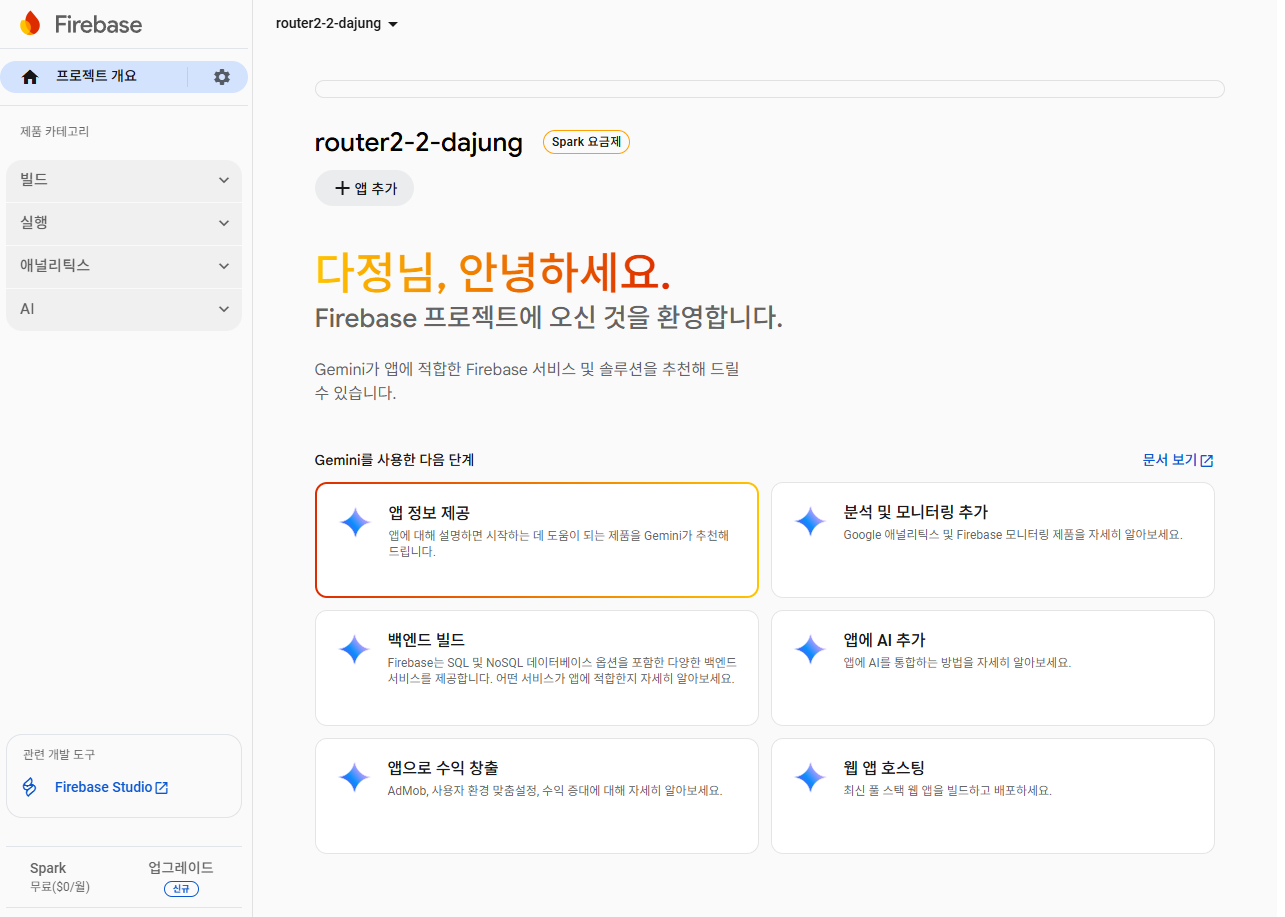 Firebase
router2-2-dajung
프로젝트 개요
제품 카테고리
빌드
실행
애널리틱스
AI
관련 개발 도구
Firebase Studio
Spark
무료($0/월)
업그레이드
신규
router2-2-dajung
Spark 요금제
앱 추가
다정님, 안녕하세요.
Firebase 프로젝트에 오신 것을 환영합니다.
Gemini가 앱에 적합한 Firebase 서비스 및 솔루션을 추천해 드릴
수 있습니다.
Gemini를 사용한 다음 단계
문서 보기
앱 정보 제공
앱에 대해 설명하면 시작하는 데 도움이 되는 제품을 Gemini가 추천해
드립니다.
분석 및 모니터링 추가
Google 애널리틱스 및 Firebase 모니터링 제품을 자세히 알아보세요.
백엔드 빌드
Firebase는 SQL 및 NoSQL 데이터베이스 옵션을 포함한 다양한 백엔드
서비스를 제공합니다. 어떤 서비스가 앱에 적합한지 자세히 알아보세요.
앱에 AI 추가
앱에 AI를 통합하는 방법을 자세히 알아보세요.
앱으로 수익 창출
AdMob, 사용자 환경 맞춤설정, 수익 증대에 대해 자세히 알아보세요.
웹 앱 호스팅
최신 풀 스택 웹 앱을 빌드하고 배포하세요.